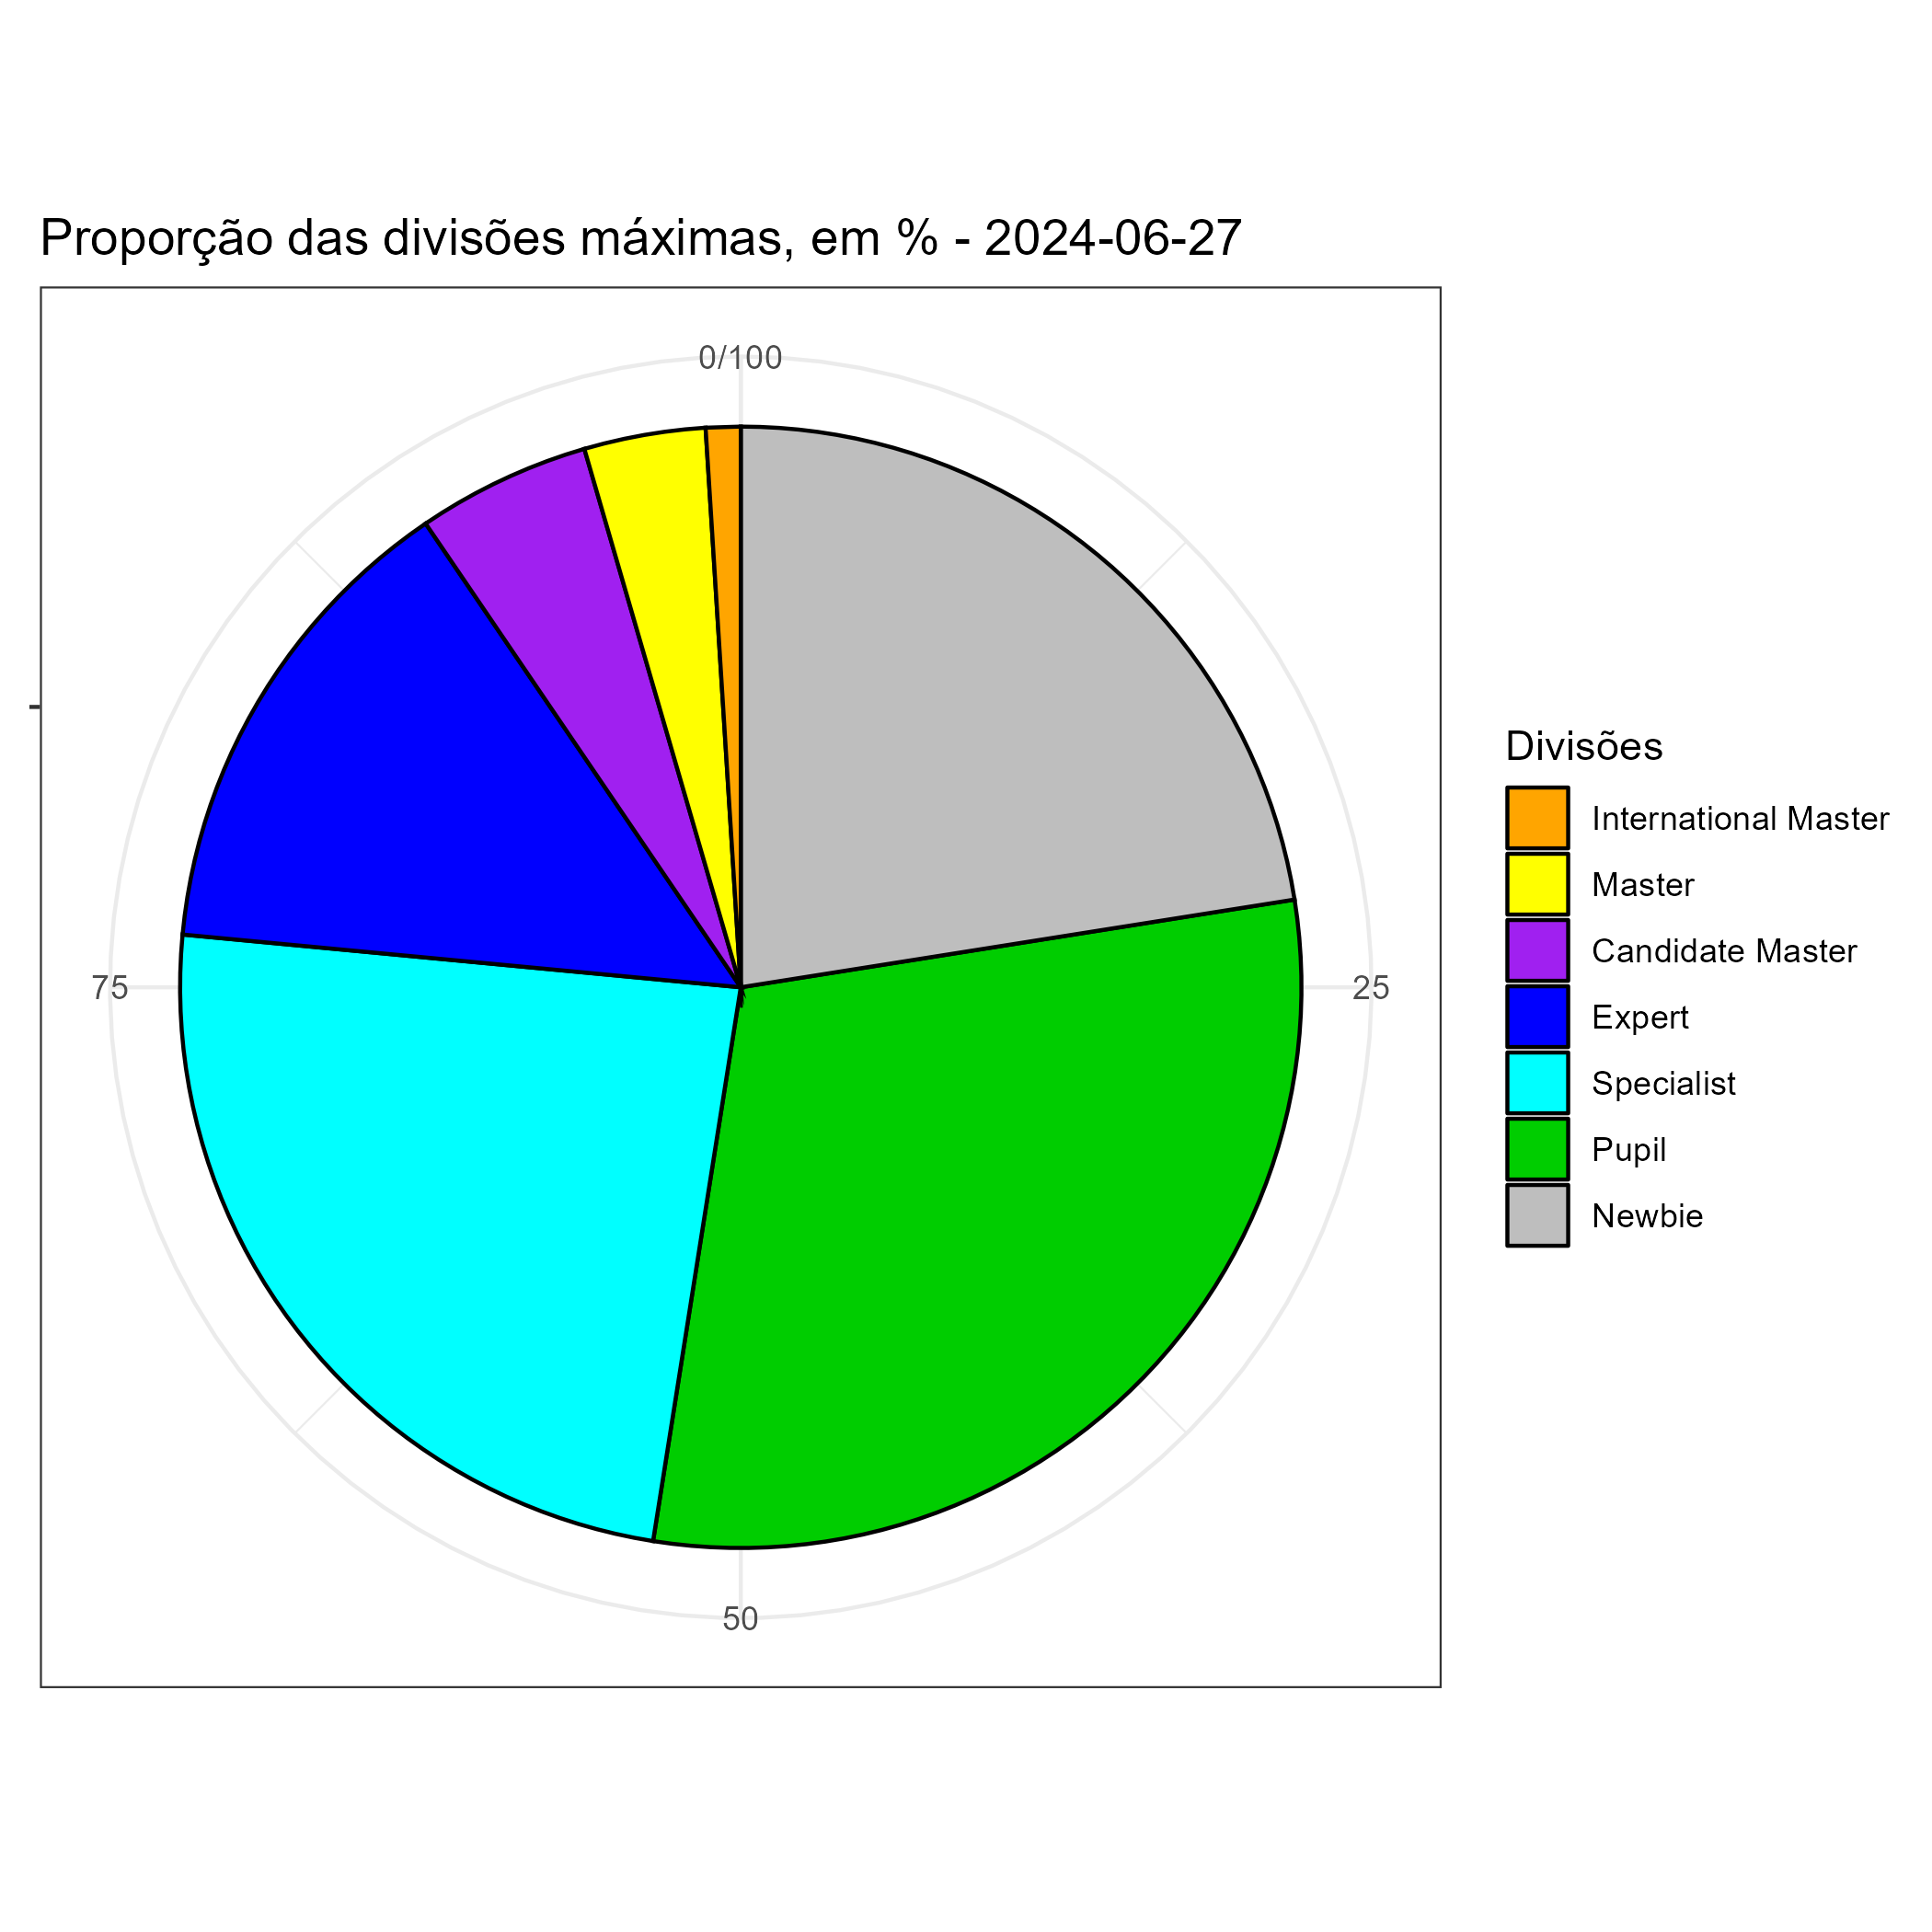 Proporção das divisões máximas, em % - 2024-06-27
0/100
75
25
50
Divisões
International Master
Master
Candidate Master
Expert
Specialist
Pupil
Newbie